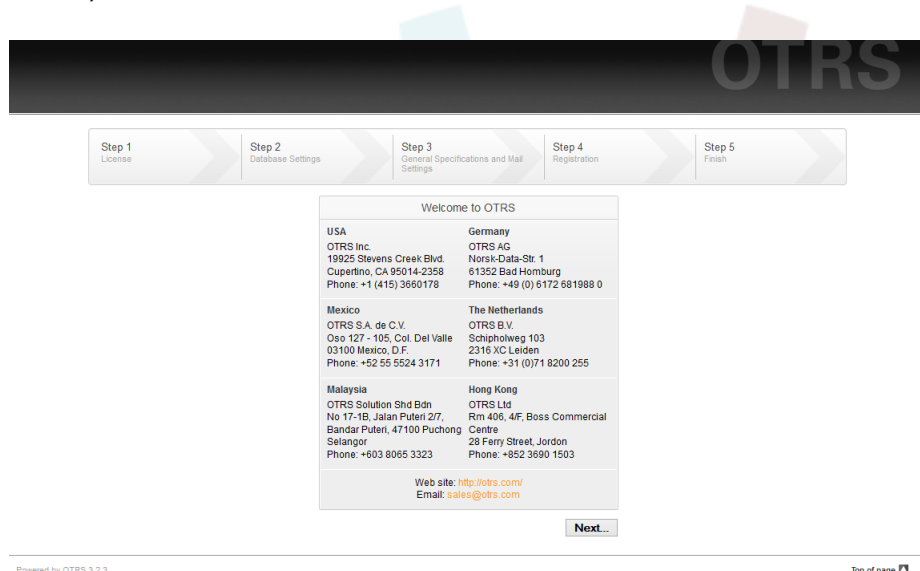 OTRS
Step 1
License
Step 2
Database Settings
Step 3
General Specifications and Mail
Settings
Step 4
Registration
Step 5
Finish
Welcome to OTRS
USA
OTRS Inc.
19925 Stevens Creek Blvd.
Cupertino, CA 95014-2358
Phone: +1 (415) 3660178
Germany
OTRS AG
Norsk-Data-Str. 1
61352 Bad Homburg
Phone: +49 (0) 6172 681988 0
Mexico
OTRS S.A. de C.V.
Oso 127 - 105, Col. Del Valle
03100 Mexico, D.F.
Phone: +52 55 5524 3171
The Netherlands
OTRS B.V.
Schipholweg 103
2316 XC Leiden
Phone: +31 (0)71 8200 255
Malaysia
OTRS Solution Shd Bdn
No 17-1B, Jalan Puteri 2/7,
Bandar Puteri, 47100 Puchong
Selangor
Phone: +603 8065 3323
Hong Kong
OTRS Ltd
Rm 406, 4/F, Boss Commercial
Centre
28 Ferry Street, Jordon
Phone: +852 3690 1503
Web site: http://otrs.com/
Email: sales@otrs.com
Next...
Powered by OTRS 3.2.3
Top of page